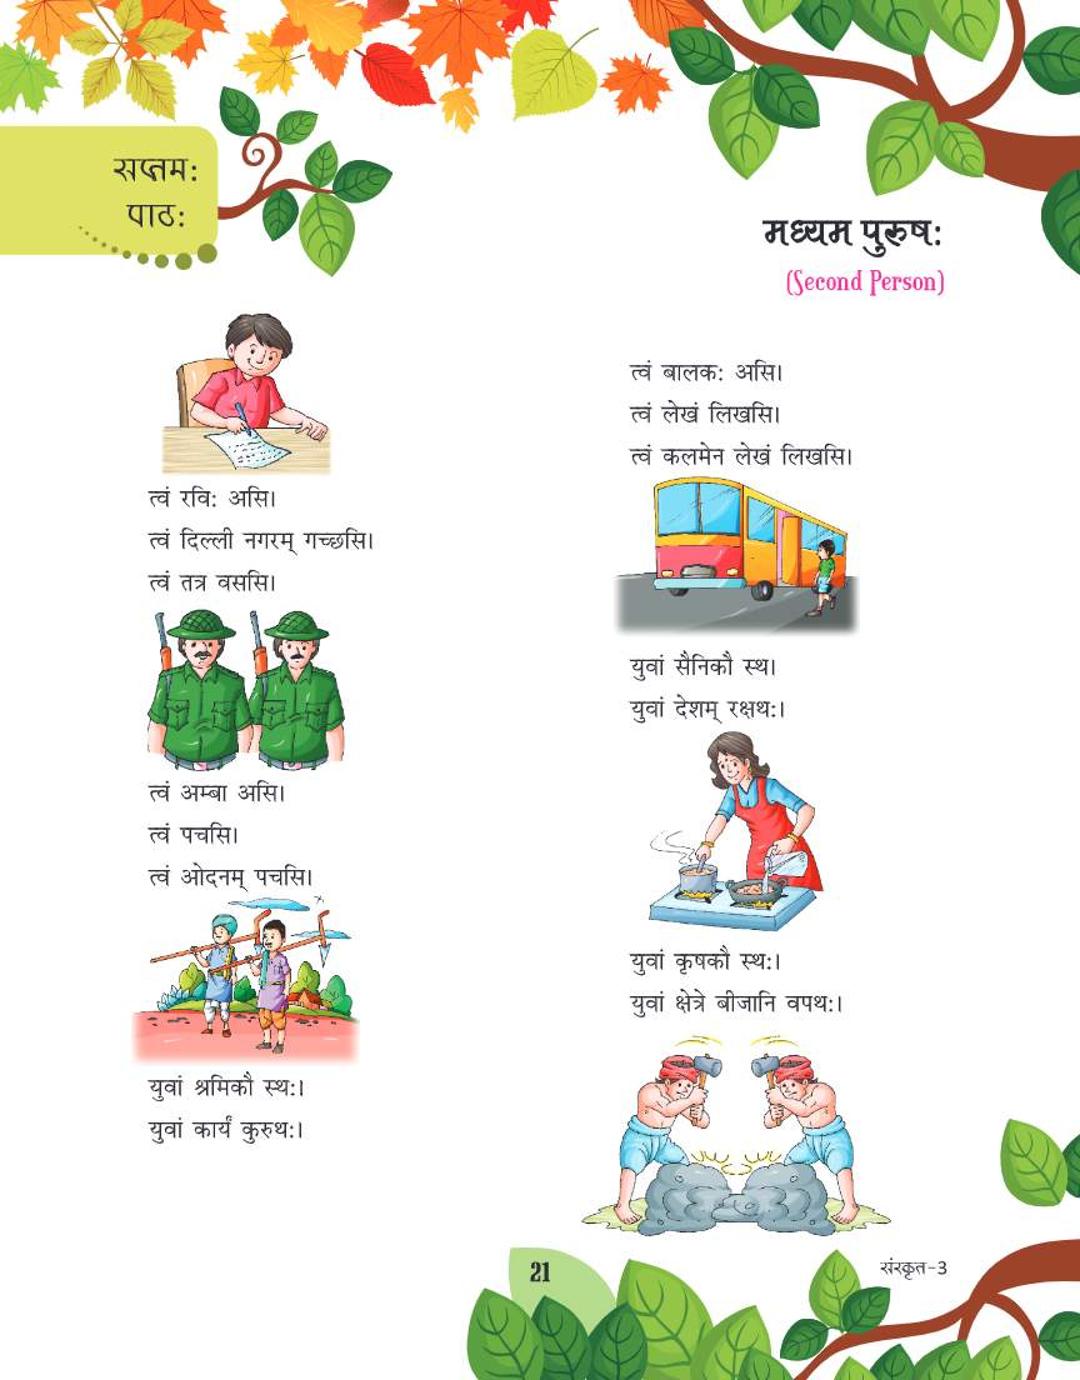 सप्तम:
पाठ:
मध्यम पुरुष:
(Second Person)
त्वं बालक: असि।
त्वं लेखं लिखसि।
त्वं कलमेन लेखं लिखसि।
त्वं रवि: असि।
त्वं दिल्ली नगरम् गच्छसि।
त्वं तत्र वससि।
युवां सैनिकौ स्थ।
युवां देशम् रक्षथ:।
त्वं अम्बा असि।
त्वं पचसि।
त्वं ओदनम् पचसि।
युवां कृषकौ स्थ:।
युवां क्षेत्रे बीजानि वपथ:।
युवां श्रमिकौ स्थ:।
युवां कार्यं कुरुथ:।
21
संस्कृत-3